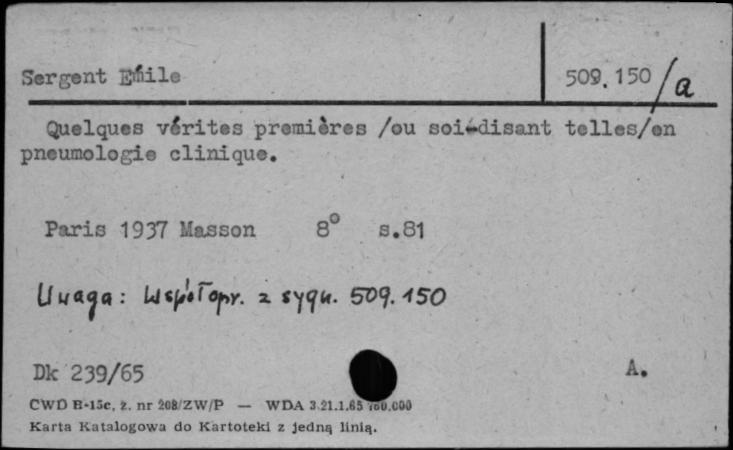 Sergent Emile 509.150/a
Quelques vérites premières /ou soi-disant telles/en
pneumologie clinique.
Paris 1937 Masson 8° s.81
Uwaga: Współopr. z sygn. 509.150
Dk 239/65 A.
CWD B-15c, z. nr 208/ZW/P — WDA 3.21.1.65 .000
Karta Katalogowa do Kartoteki z jedną linią.